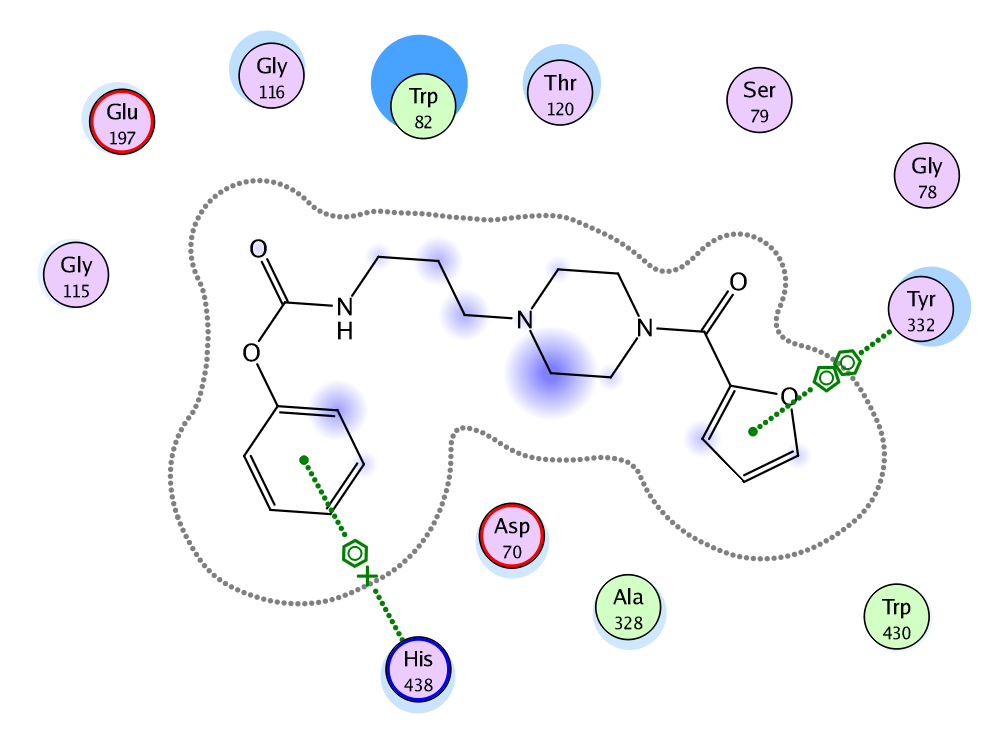 Gly
116
Trp
82
Thr
120
Ser
79
Glu
197
Gly
78
Gly
115
O
O
N
H
O
N
N
O
O
Tyr
332
Asp
70
Ala
328
Trp
430
His
438